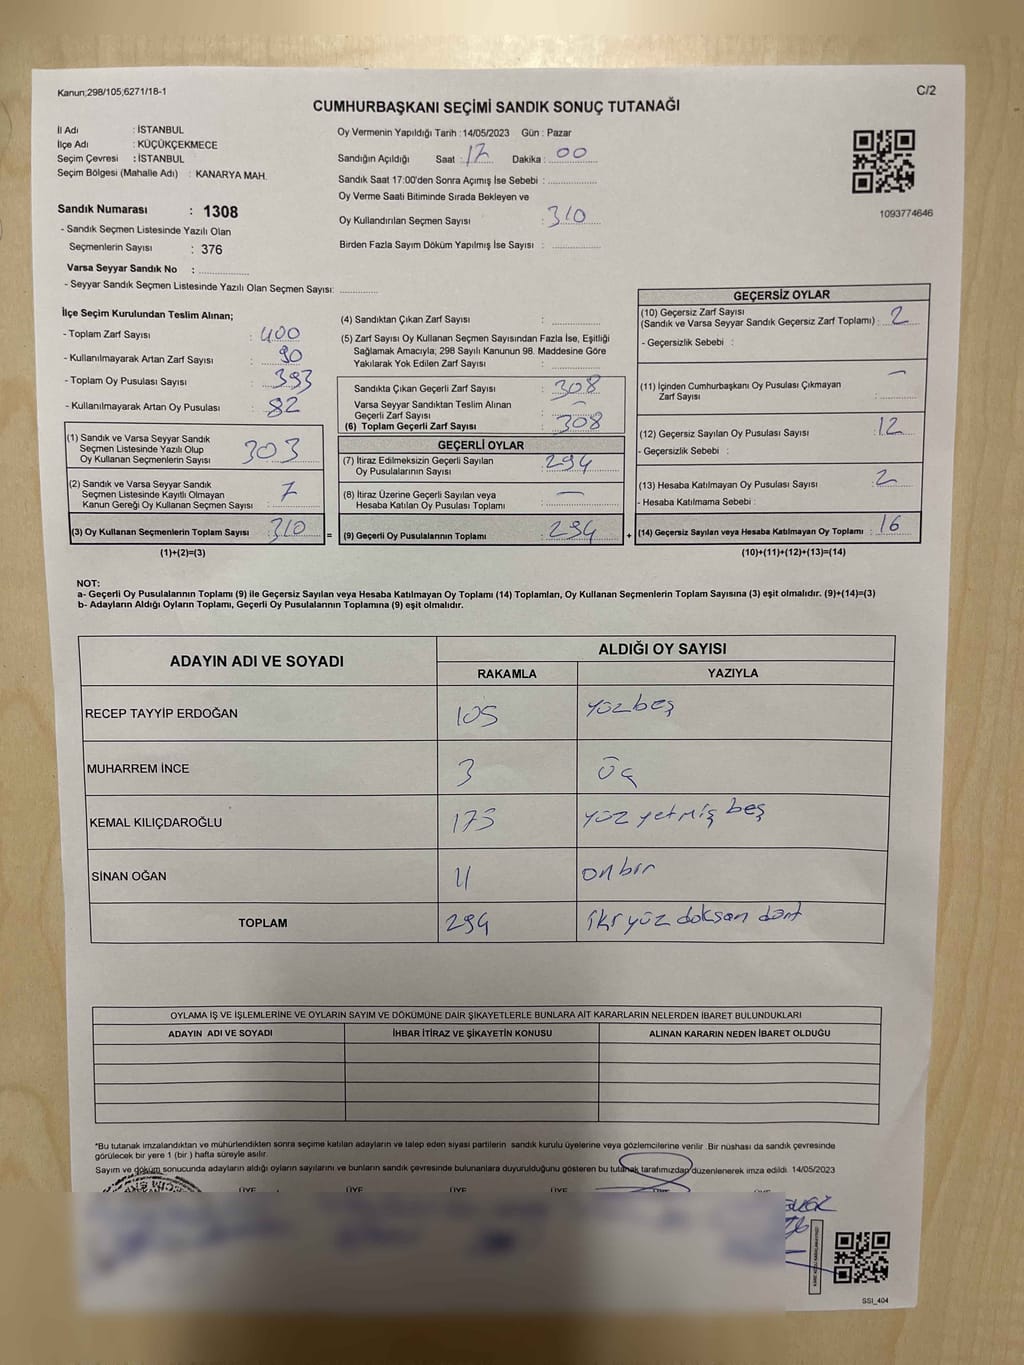 Kanun;298/105,6271/18-1
C/2
CUMHURBAŞKANI SEÇİMİ SANDIK SONUÇ TUTANAĞI
İl Adı : İSTANBUL
İlçe Adı : KÜÇÜKÇEKMECE
Seçim Çevresi : İSTANBUL
Seçim Bölgesi (Mahalle Adı) : KANARYA MAH.
Sandık Numarası : 1308
- Sandık Seçmen Listesinde Yazılı Olan
Seçmenlerin Sayısı : 376
Varsa Seyyar Sandık No :
- Seyyar Sandık Seçmen Listesinde Yazılı Olan Seçmen Sayısı:
Oy Vermenin Yapıldığı Tarih : 14/05/2023 Gün : Pazar
Sandığın Açıldığı Saat : 17 Dakika : 00
Sandık Saat 17:00'den Sonra Açımış İse Sebebi :
Oy Verme Saati Bitiminde Sırada Bekleyen ve
Oy Kullandırılan Seçmen Sayısı : 310
Birden Fazla Sayım Döküm Yapılmış İse Sayısı :
1093774646
İlçe Seçim Kurulundan Teslim Alınan;
- Toplam Zarf Sayısı : 400
- Kullanılmayarak Artan Zarf Sayısı : 90
- Toplam Oy Pusulası Sayısı : 393
- Kullanılmayarak Artan Oy Pusulası : 82
(1) Sandık ve Varsa Seyyar Sandık
Seçmen Listesinde Yazılı Olup
Oy Kullanan Seçmenlerin Sayısı 303
(2) Sandık ve Varsa Seyyar Sandık
Seçmen Listesinde Kayıtlı Olmayan
Kanun Gereği Oy Kullanan Seçmen Sayısı 7
(3) Oy Kullanan Seçmenlerin Toplam Sayısı : 310
(1)+(2)=(3)
(4) Sandıktan Çıkan Zarf Sayısı :
(5) Zarf Sayısı Oy Kullanan Seçmen Sayısından Fazla İse, Eşitliği
Sağlamak Amacıyla; 298 Sayılı Kanunun 98. Maddesine Göre
Yakılarak Yok Edilen Zarf Sayısı :
Sandıkta Çıkan Geçerli Zarf Sayısı : 308
Varsa Seyyar Sandıktan Teslim Alınan
Geçerli Zarf Sayısı : –
(6) Toplam Geçerli Zarf Sayısı : 308
GEÇERLİ OYLAR
(7) İtiraz Edilmeksizin Geçerli Sayılan
Oy Pusulalarının Sayısı : 294
(8) İtiraz Üzerine Geçerli Sayılan veya
Hesaba Katılan Oy Pusulası Toplamı : –
= (9) Geçerli Oy Pusulalarının Toplamı : 294
GEÇERSİZ OYLAR
(10) Geçersiz Zarf Sayısı
(Sandık ve Varsa Seyyar Sandık Geçersiz Zarf Toplamı) : 2
- Geçersizlik Sebebi :
(11) İçinden Cumhurbaşkanı Oy Pusulası Çıkmayan
Zarf Sayısı : –
(12) Geçersiz Sayılan Oy Pusulası Sayısı : 12
- Geçersizlik Sebebi :
(13) Hesaba Katılmayan Oy Pusulası Sayısı : 2
- Hesaba Katılmama Sebebi :
+ (14) Geçersiz Sayılan veya Hesaba Katılmayan Oy Toplamı : 16
(10)+(11)+(12)+(13)=(14)
NOT:
a- Geçerli Oy Pusulalarının Toplamı (9) ile Geçersiz Sayılan veya Hesaba Katılmayan Oy Toplamı (14) Toplamları, Oy Kullanan Seçmenlerin Toplam Sayısına (3) eşit olmalıdır. (9)+(14)=(3)
b- Adayların Aldığı Oyların Toplamı, Geçerli Oy Pusulalarının Toplamına (9) eşit olmalıdır.
ADAYIN ADI VE SOYADI
ALDIĞI OY SAYISI
RAKAMLA YAZIYLA
RECEP TAYYİP ERDOĞAN 105 yüzbeş
MUHARREM İNCE 3 üç
KEMAL KILIÇDAROĞLU 175 yüz yetmiş beş
SİNAN OĞAN 11 onbir
TOPLAM 294 iki yüz doksan dört
OYLAMA İŞ VE İŞLEMLERİNE VE OYLARIN SAYIM VE DÖKÜMÜNE DAİR ŞİKAYETLERLE BUNLARA AİT KARARLARIN NELERDEN İBARET BULUNDUKLARI
ADAYIN ADI VE SOYADI İHBAR İTİRAZ VE ŞİKAYETİN KONUSU ALINAN KARARIN NEDEN İBARET OLDUĞU
*Bu tutanak imzalandıktan ve mühürlendikten sonra seçime katılan adayların ve talep eden siyasi partilerin sandık kurulu üyelerine veya gözlemcilerine verilir .Bir nüshası da sandık çevresinde
görülecek bir yere 1 (bir ) hafta süreyle asılır.
Sayım ve döküm sonucunda adayların aldığı oyların sayılarını ve bunların sandık çevresinde bulunanlara duyurulduğunu gösteren bu tutanak tarafımızdan düzenlenerek imza edildi. 14/05/2023
ÜYE ÜYE ÜYE ÜYE ÜYE
SSI_404